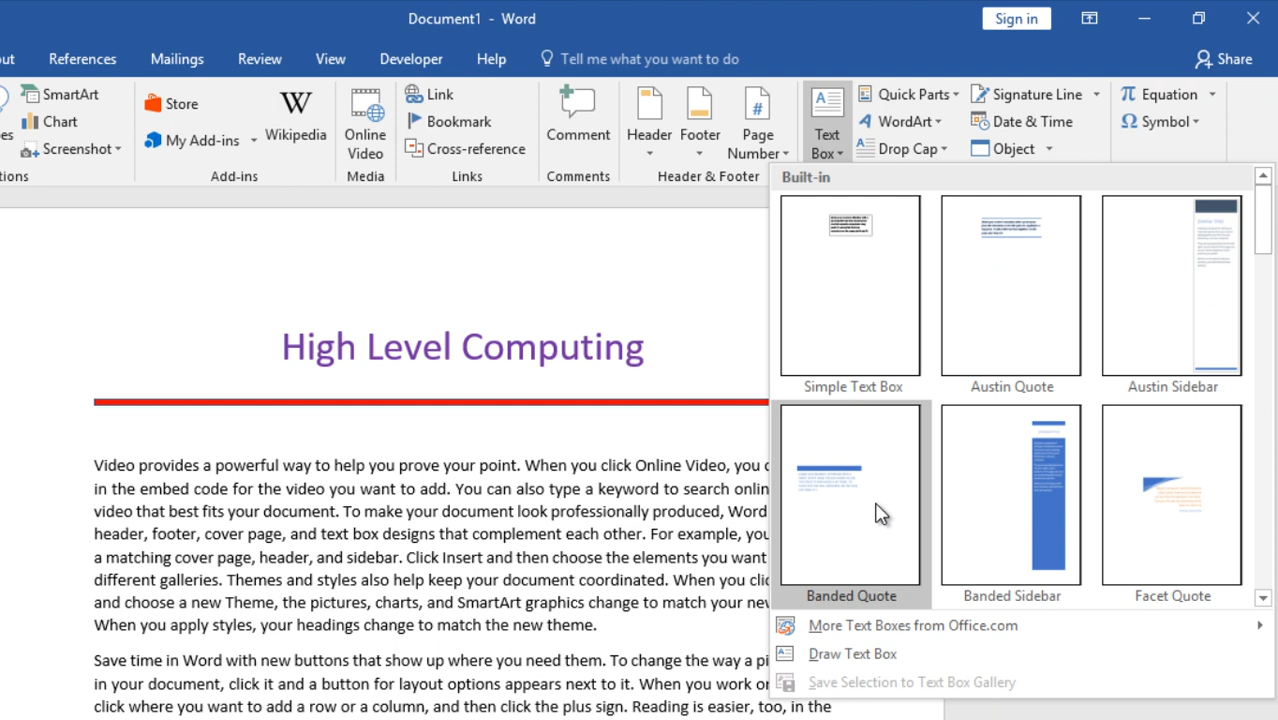 Document1 - Word
Sign in
References Mailings Review View Developer Help Tell me what you want to do Share
SmartArt
Chart
Screenshot
Store
My Add-ins
Wikipedia
Add-ins
Online
Video
Media
Link
Bookmark
Cross-reference
Links
Comment
Comments
Header
Footer
Page
Number
Header & Footer
Text
Box
Quick Parts
WordArt
Drop Cap
Signature Line
Date & Time
Object
Equation
Symbol
Built-in
Simple Text Box
Austin Quote
Austin Sidebar
Banded Quote
Banded Sidebar
Facet Quote
More Text Boxes from Office.com
Draw Text Box
Save Selection to Text Box Gallery
High Level Computing
Video provides a powerful way to help you prove your point. When you click Online Video, you
in the embed code for the video you want to add. You can also type a keyword to search
video that best fits your document. To make your document look professionally produced, Word
header, footer, cover page, and text box designs that complement each other. For example,
a matching cover page, header, and sidebar. Click Insert and then choose the elements you want
different galleries. Themes and styles also help keep your document coordinated. When you
and choose a new Theme, the pictures, charts, and SmartArt graphics change to match your
When you apply styles, your headings change to match the new theme.
Save time in Word with new buttons that show up where you need them. To change the way a
in your document, click it and a button for layout options appears next to it. When you work
click where you want to add a row or a column, and then click the plus sign. Reading is easier, too, in the